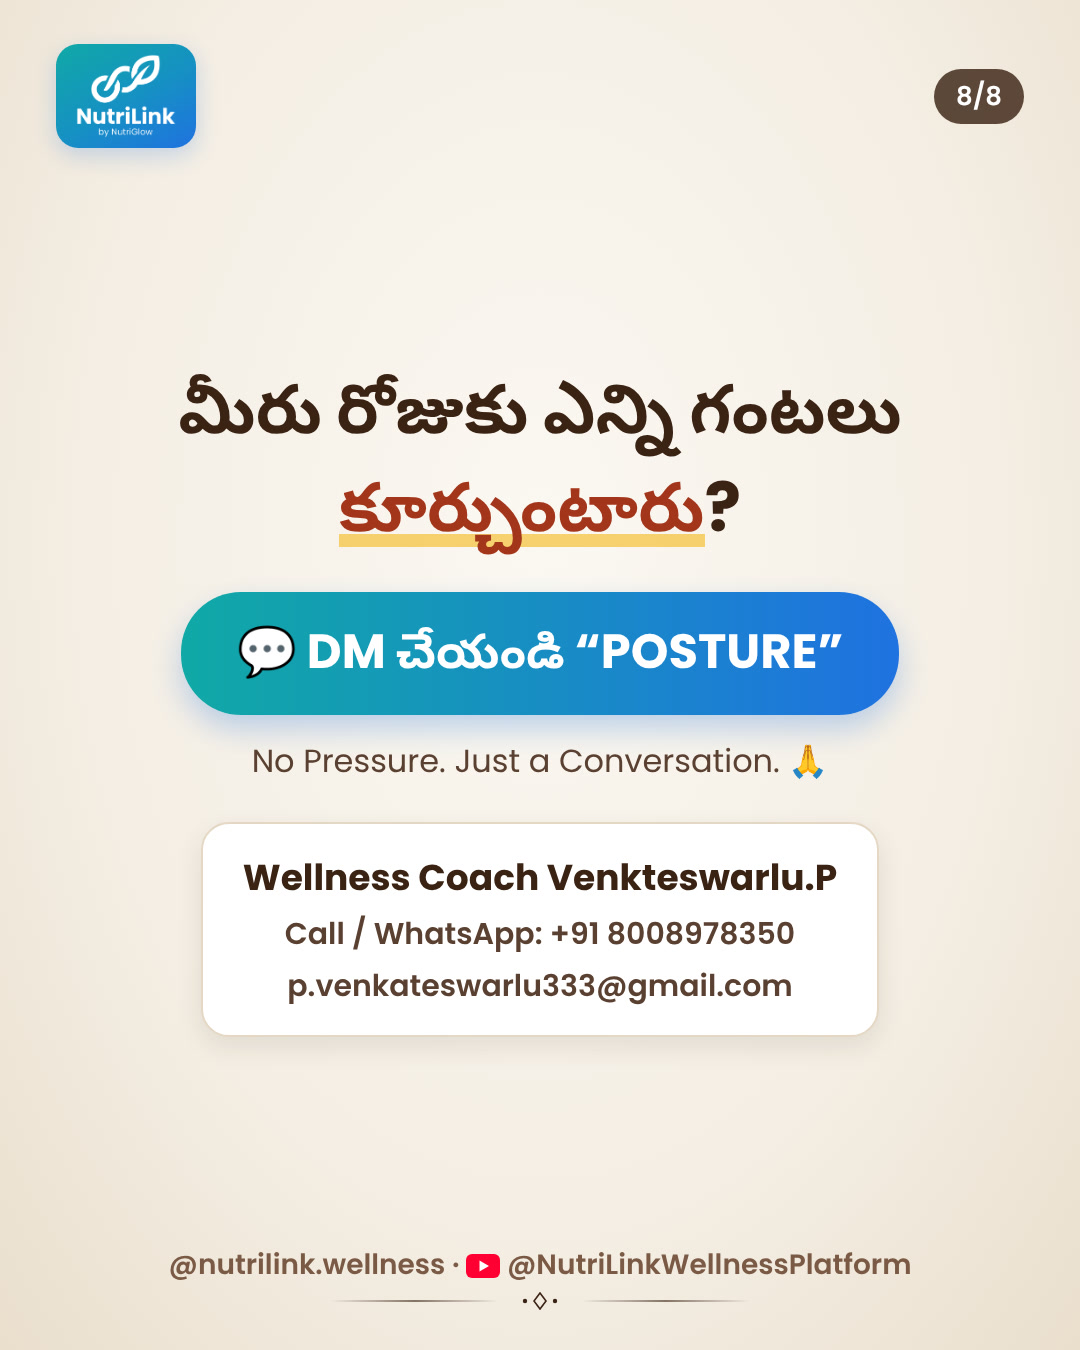 NutriLink
by NutriGlow
8/8
మీరు రోజుకు ఎన్ని గంటలు
కూర్చుంటారు?
💬 DM చేయండి “POSTURE”
No Pressure. Just a Conversation. 🙏
Wellness Coach Venkteswarlu.P
Call / WhatsApp: +91 8008978350
p.venkateswarlu333@gmail.com
@nutrilink.wellness · @NutriLinkWellnessPlatform